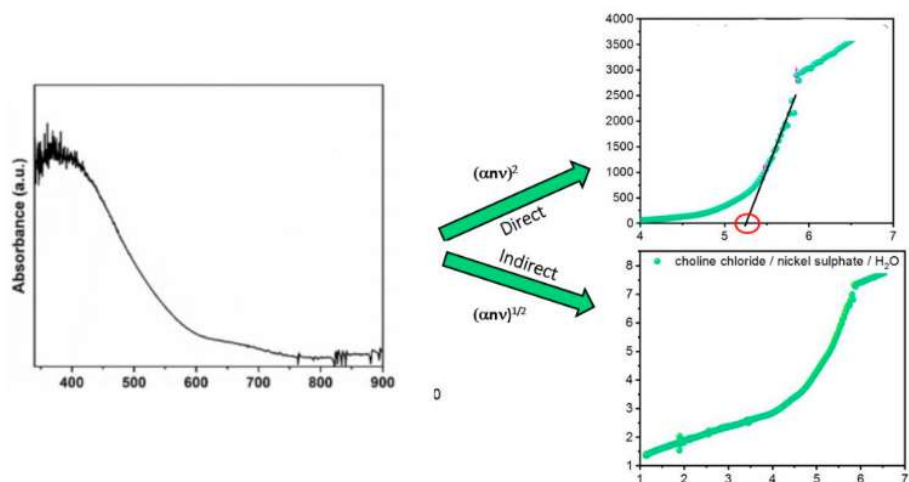 Absorbance (a.u.)
400 500 600 700 800 900
0
(αnν)²
Direct
Indirect
(αnν)^1/2
4000
3500
3000
2500
2000
1500
1000
500
0
4 5 6 7
choline chloride / nickel sulphate / H₂O
8
7
6
5
4
3
2
1
1 2 3 4 5 6 7